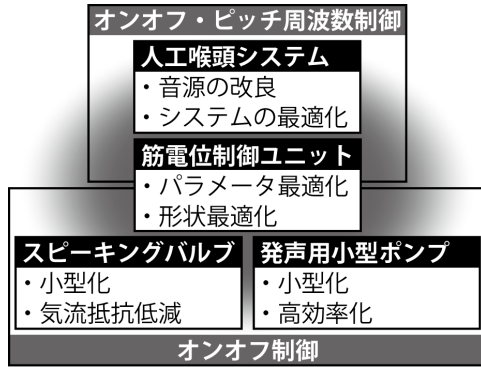 オンオフ・ピッチ周波数制御
人工喉頭システム
・音源の改良
・システムの最適化
筋電位制御ユニット
・パラメータ最適化
・形状最適化
スピーキングバルブ
・小型化
・気流抵抗低減
発声用小型ポンプ
・小型化
・高効率化
オンオフ制御